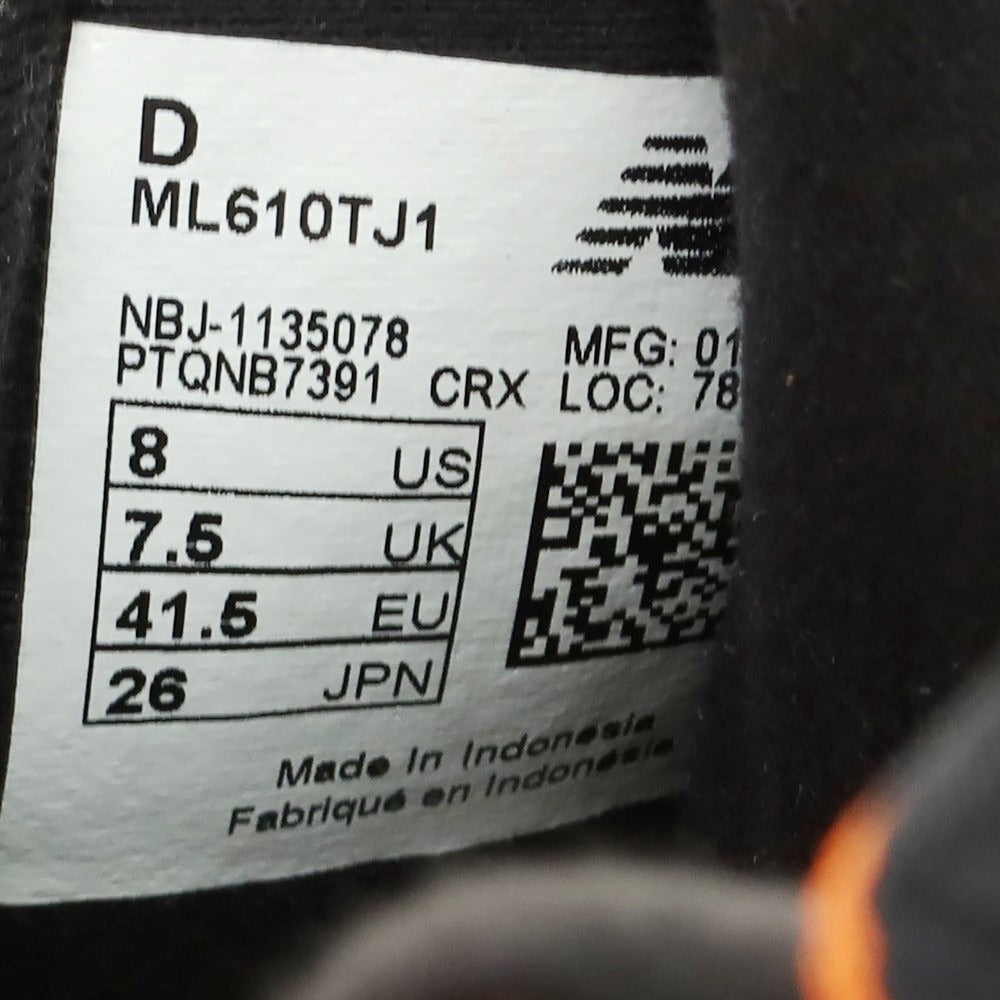 D
ML610TJ1
NBJ-1135078
PTQNB7391 CRX
MFG: 01
LOC: 78
8 US
7.5 UK
41.5 EU
26 JPN
Made In Indonesia
Fabriqué en Indonésie